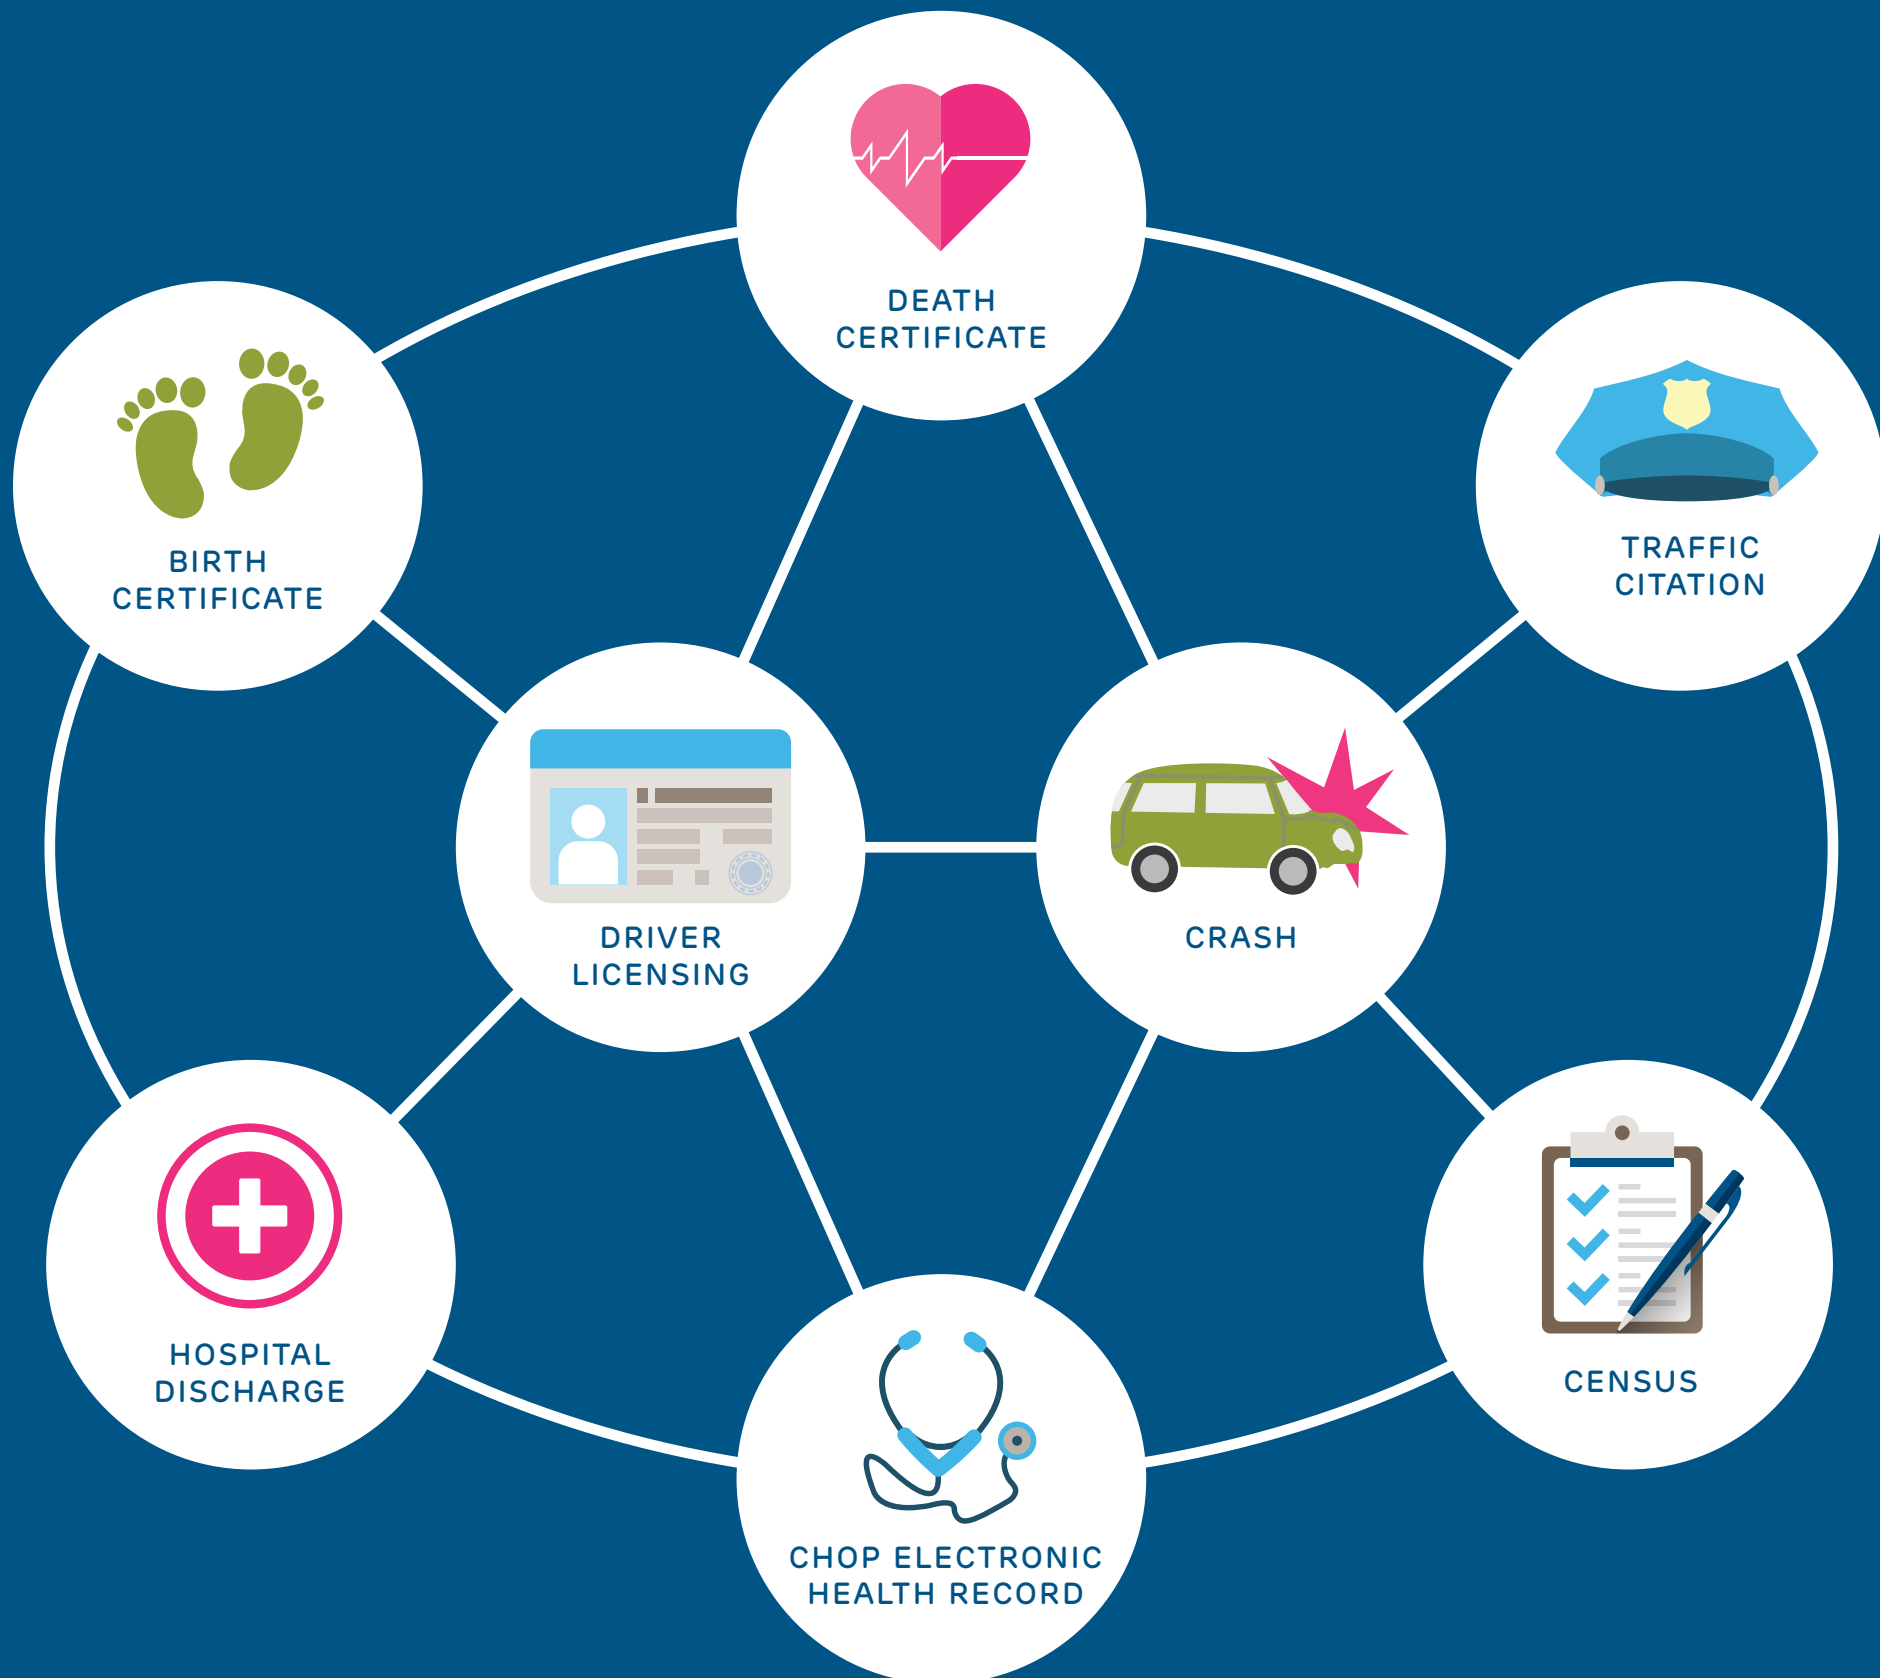 DEATH
CERTIFICATE
BIRTH
CERTIFICATE
TRAFFIC
CITATION
DRIVER
LICENSING
CRASH
HOSPITAL
DISCHARGE
CENSUS
CHOP ELECTRONIC
HEALTH RECORD